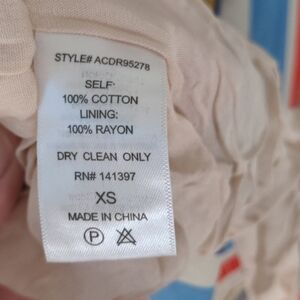 STYLE# ACDR95278
SELF:
100% COTTON
LINING:
100% RAYON
DRY CLEAN ONLY
RN# 141397
XS
MADE IN CHINA
P